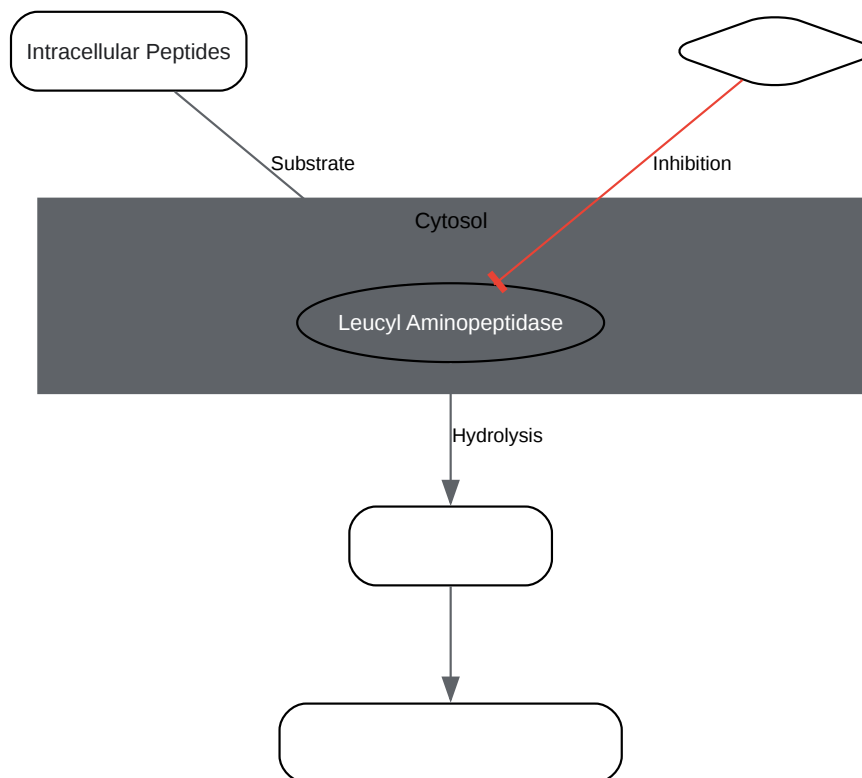 Intracellular Peptides
Substrate
Inhibition
Cytosol
Leucyl Aminopeptidase
Hydrolysis